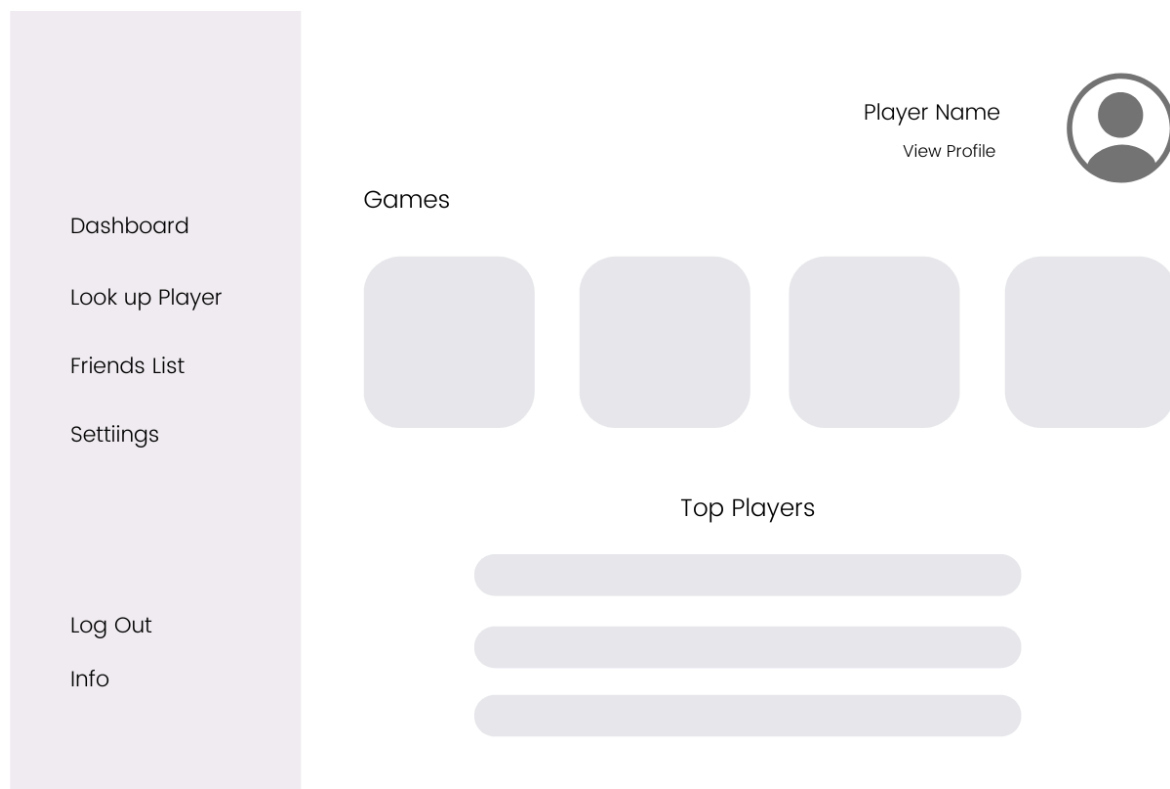 Player Name
View Profile
Games
Dashboard
Look up Player
Friends List
Settiings
Top Players
Log Out
Info